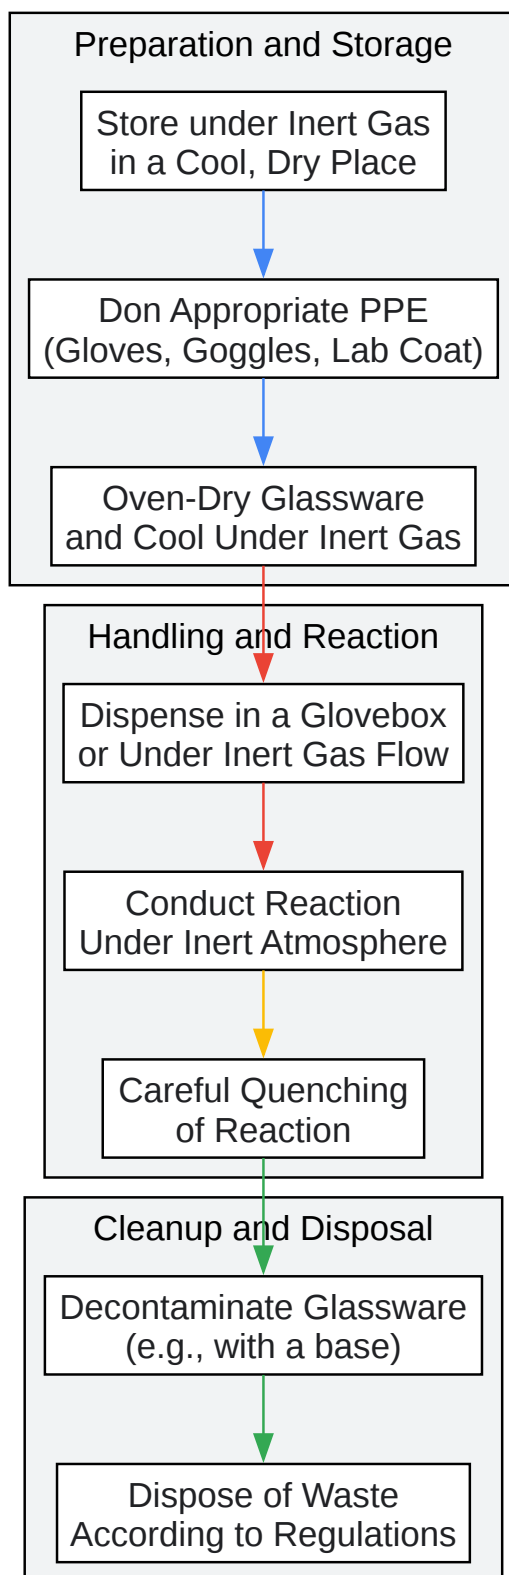 Preparation and Storage
Store under Inert Gas
in a Cool, Dry Place
Don Appropriate PPE
(Gloves, Goggles, Lab Coat)
Oven-Dry Glassware
and Cool Under Inert Gas
Handling and Reaction
Dispense in a Glovebox
or Under Inert Gas Flow
Conduct Reaction
Under Inert Atmosphere
Careful Quenching
of Reaction
Cleanup and Disposal
Decontaminate Glassware
(e.g., with a base)
Dispose of Waste
According to Regulations